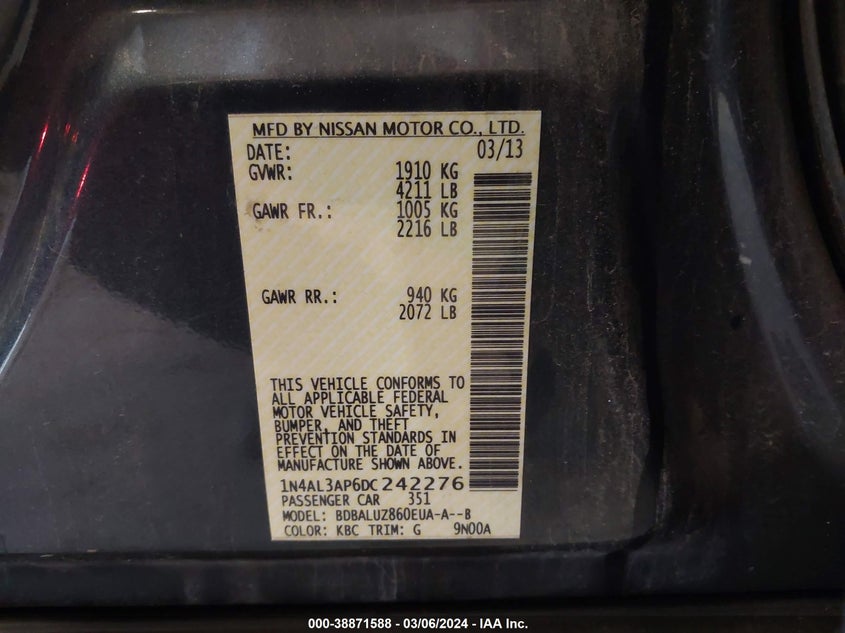 MFD BY NISSAN MOTOR CO., LTD.
DATE: 03/13
GVWR: 1910 KG
4211 LB
GAWR FR.: 1005 KG
2216 LB
GAWR RR.: 940 KG
2072 LB
THIS VEHICLE CONFORMS TO
ALL APPLICABLE FEDERAL
MOTOR VEHICLE SAFETY,
BUMPER, AND THEFT
PREVENTION STANDARDS IN
EFFECT ON THE DATE OF
MANUFACTURE SHOWN ABOVE.
1N4AL3AP6DC242276
PASSENGER CAR 351
MODEL: BDBALUZ860EUA-A--B
COLOR: KBC TRIM: G 9N00A
000-38871588 - 03/06/2024 - IAA Inc.